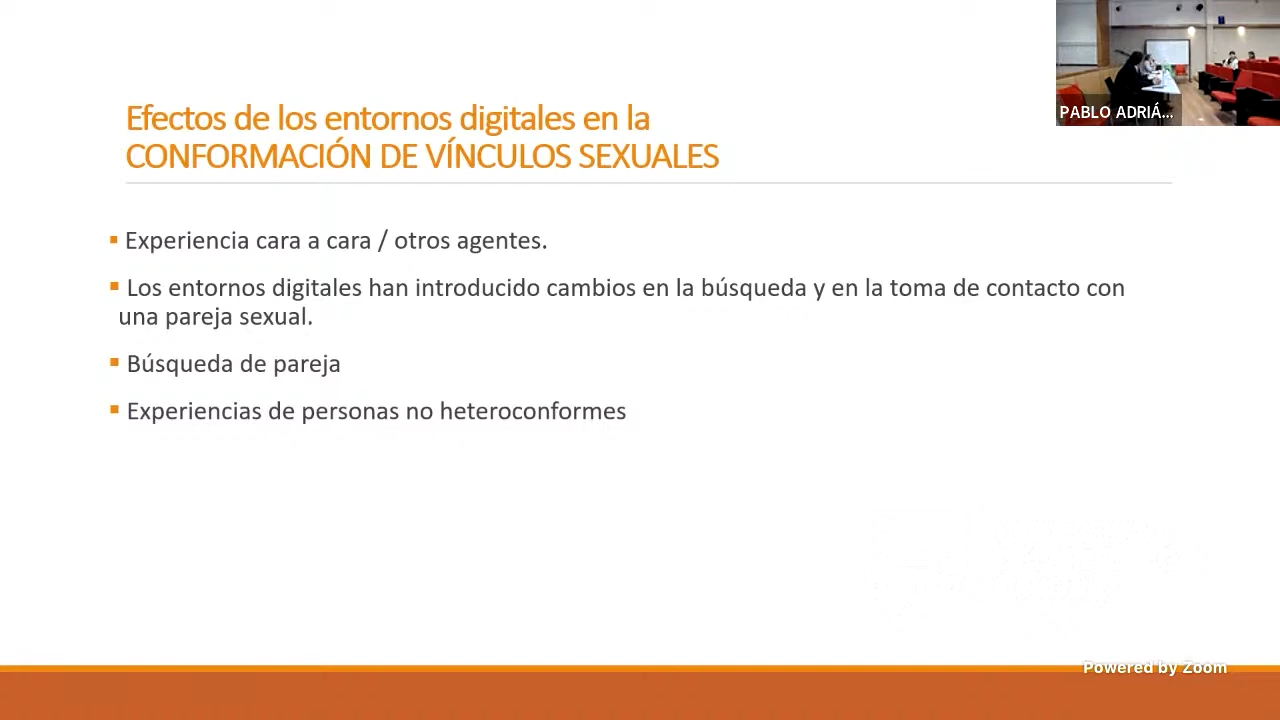 PABLO ADRIÁ...
Efectos de los entornos digitales en la
CONFORMACIÓN DE VÍNCULOS SEXUALES
▪ Experiencia cara a cara / otros agentes.
▪ Los entornos digitales han introducido cambios en la búsqueda y en la toma de contacto con
una pareja sexual.
▪ Búsqueda de pareja
▪ Experiencias de personas no heteroconformes
Powered by Zoom